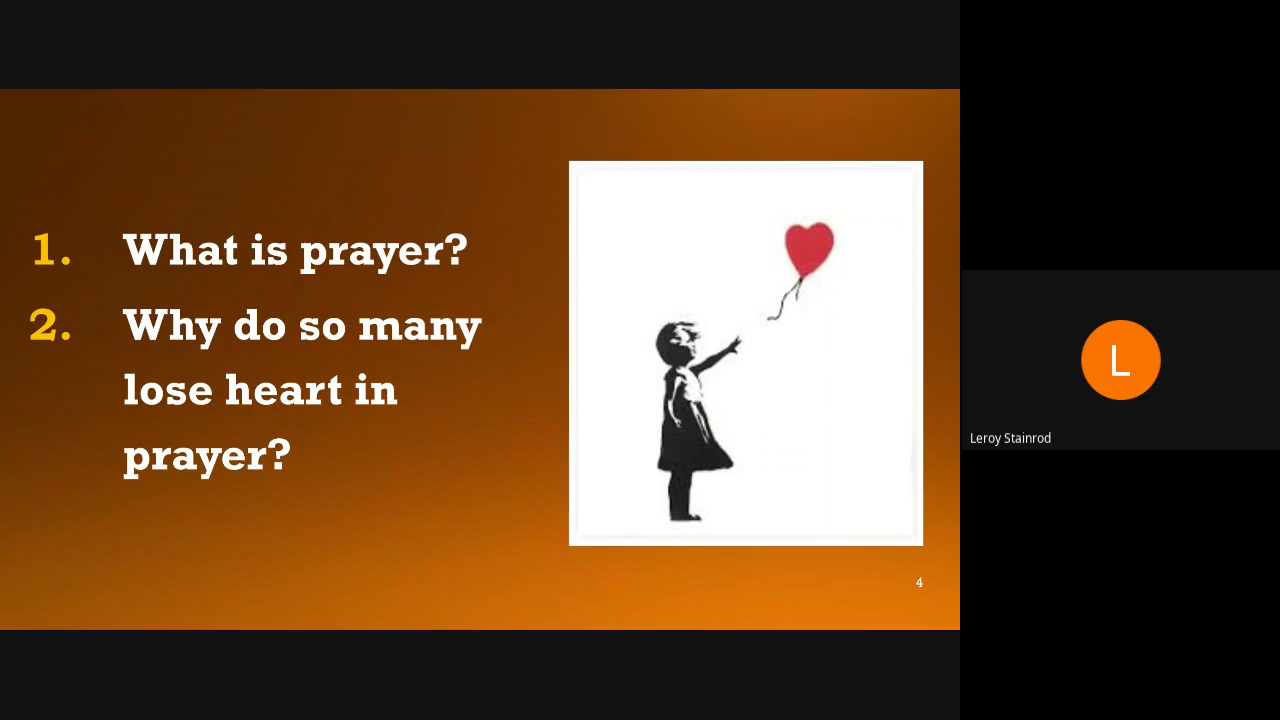 1. What is prayer?
2. Why do so many
lose heart in
prayer?
4
L
Leroy Stainrod